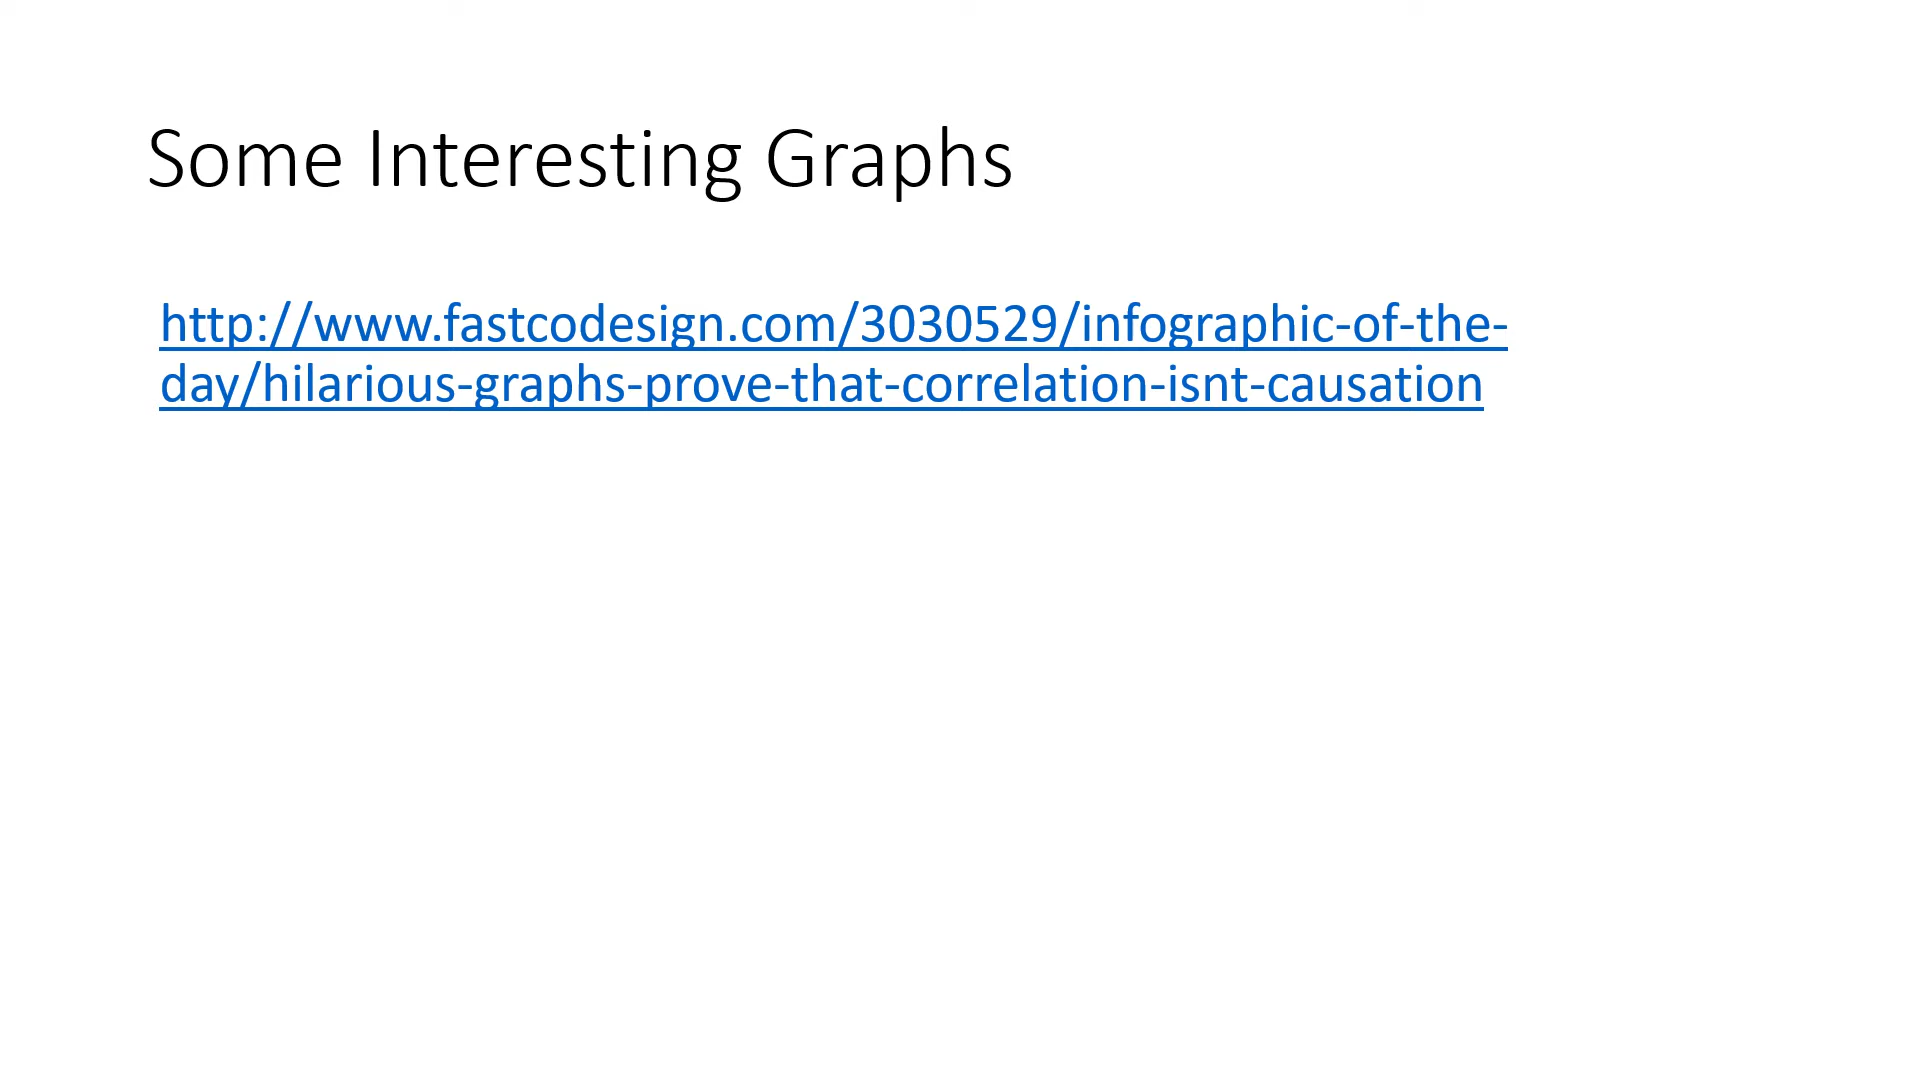 Some Interesting Graphs
http://www.fastcodesign.com/3030529/infographic-of-the-
day/hilarious-graphs-prove-that-correlation-isnt-causation